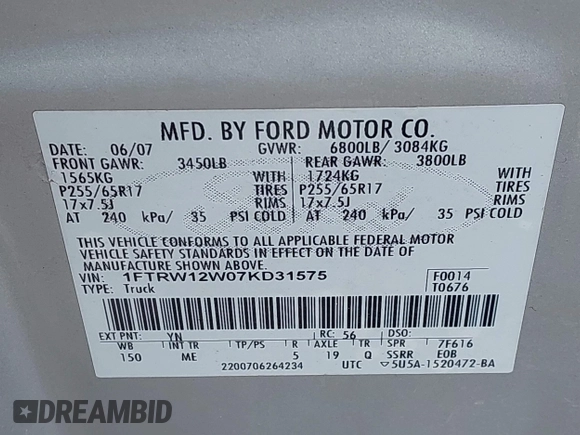 MFD. BY FORD MOTOR CO.
DATE: 06/07 GVWR: 6800LB/ 3084KG
FRONT GAWR: 3450LB REAR GAWR: 3800LB
1565KG WITH 1724KG WITH
P255/65R17 TIRES P255/65R17 TIRES
17x7.5J RIMS 17x7.5J RIMS
AT 240 kPa/ 35 PSI COLD AT 240 kPa/ 35 PSI COLD
THIS VEHICLE CONFORMS TO ALL APPLICABLE FEDERAL MOTOR
VEHICLE SAFETY STANDARDS IN EFFECT ON THE DATE OF
MANUFACTURE SHOWN ABOVE.
VIN: 1FTRW12W07KD31575 F0014
TYPE: Truck T0676
EXT PNT: YN RC: 56 DSO:
WB INT TR TP/PS R AXLE TR SPR 7F616
150 ME 5 19 Q SSRR EOB
2200706264234 UTC 5U5A-1520472-BA
DREAMBID